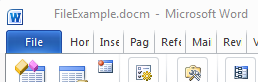 FileExample.docm - Microsoft Word
File Hor Inse Pag Refe Mai Rev V